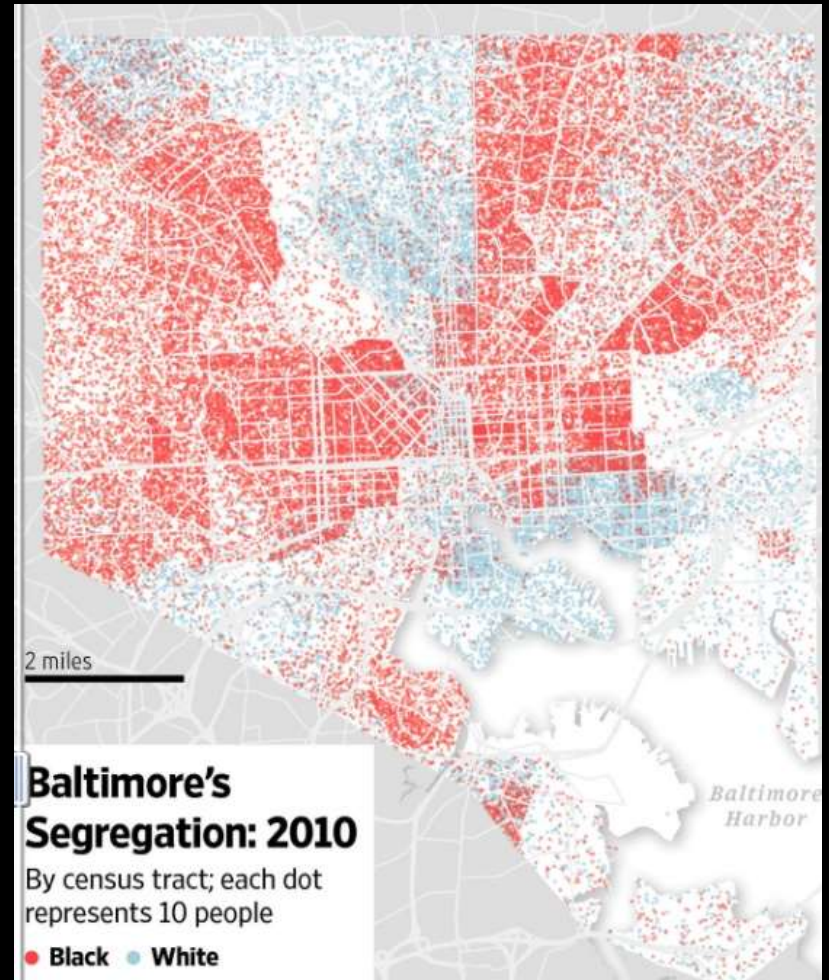 2 miles
Baltimore's
Segregation: 2010
By census tract; each dot
represents 10 people
Black White
Baltimore
Harbor